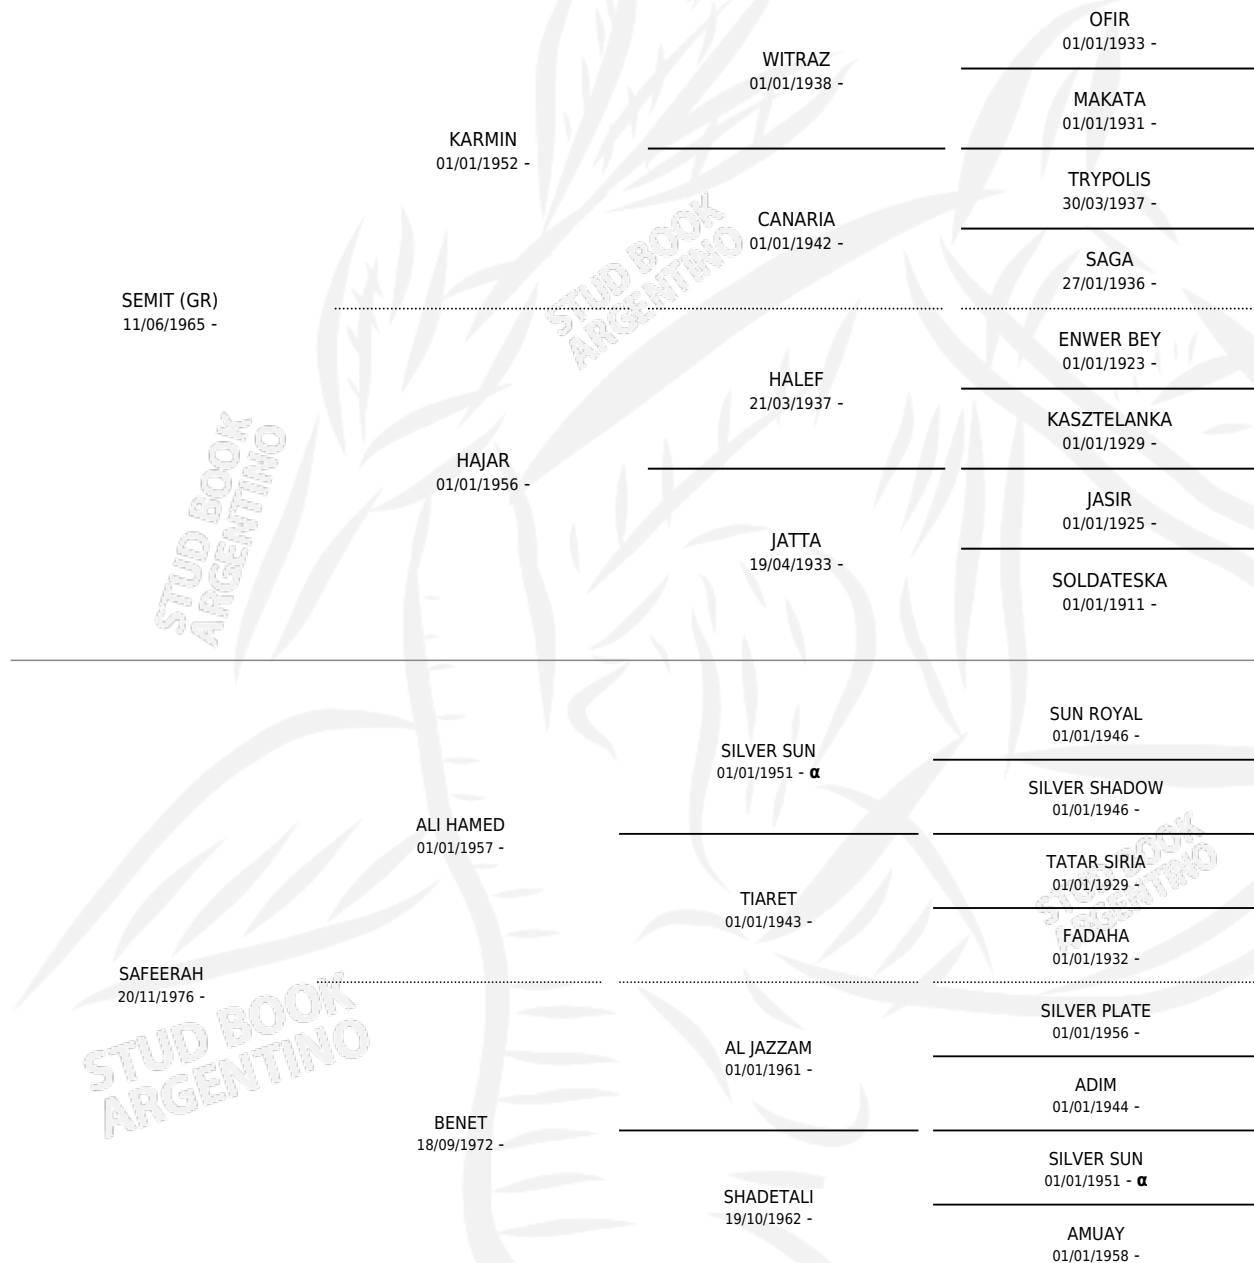 OFIR
01/01/1933 -
WITRAZ
01/01/1938 -
MAKATA
01/01/1931 -
KARMIN
01/01/1952 -
TRYPOLIS
30/03/1937 -
CANARIA
01/01/1942 -
SAGA
27/01/1936 -
SEMIT (GR)
11/06/1965 -
ENWER BEY
01/01/1923 -
HALEF
21/03/1937 -
KASZTELANKA
01/01/1929 -
HAJAR
01/01/1956 -
JASIR
01/01/1925 -
JATTA
19/04/1933 -
SOLDATESKA
01/01/1911 -
SUN ROYAL
01/01/1946 -
SILVER SUN
01/01/1951 - α
SILVER SHADOW
01/01/1946 -
ALI HAMED
01/01/1957 -
TATAR SIRIA
01/01/1929 -
TIARET
01/01/1943 -
FADAHA
01/01/1932 -
SAFEERAH
20/11/1976 -
SILVER PLATE
01/01/1956 -
AL JAZZAM
01/01/1961 -
ADIM
01/01/1944 -
BENET
18/09/1972 -
SILVER SUN
01/01/1951 - α
SHADETALI
19/10/1962 -
AMUAY
01/01/1958 -
STUD BOOK
ARGENTINO
STUD BOOK
ARGENTINO
STUD BOOK
ARGENTINO
STUD BOOK
ARGENTINO